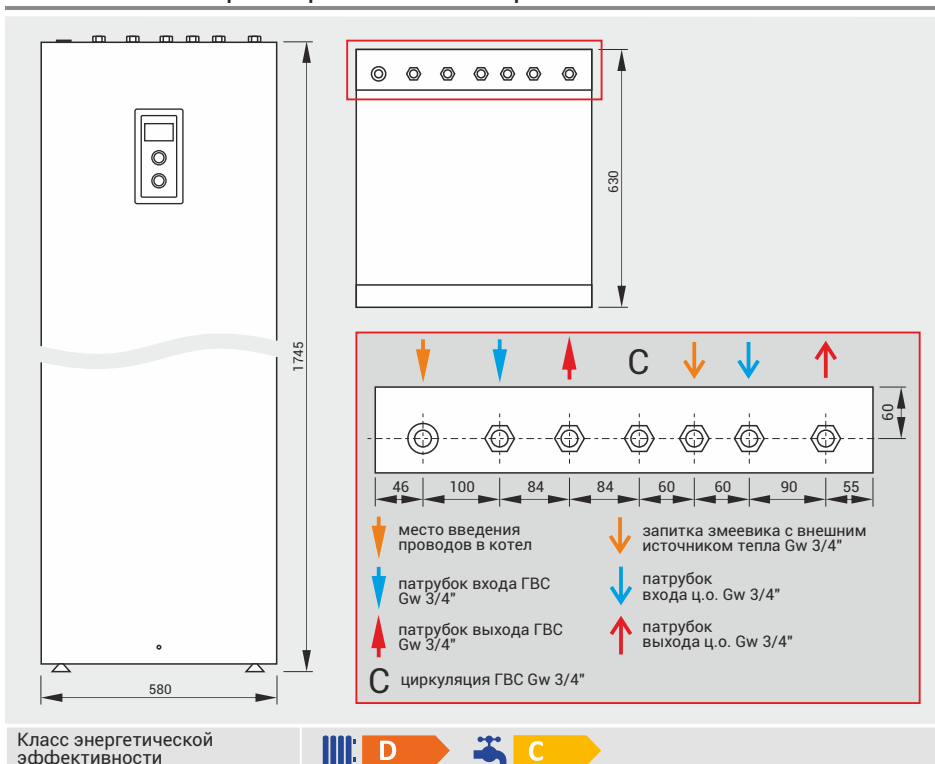 1745
580
630
C
60
46 100 84 84 60 60 90 55
место введения
проводов в котел
патрубок входа ГВС
Gw 3/4"
патрубок выхода ГВС
Gw 3/4"
C циркуляция ГВС Gw 3/4"
запитка змеевика с внешним
источником тепла Gw 3/4"
патрубок
входа ц.о. Gw 3/4"
патрубок
выхода ц.о. Gw 3/4"
Класс энергетической
эффективности
D
C